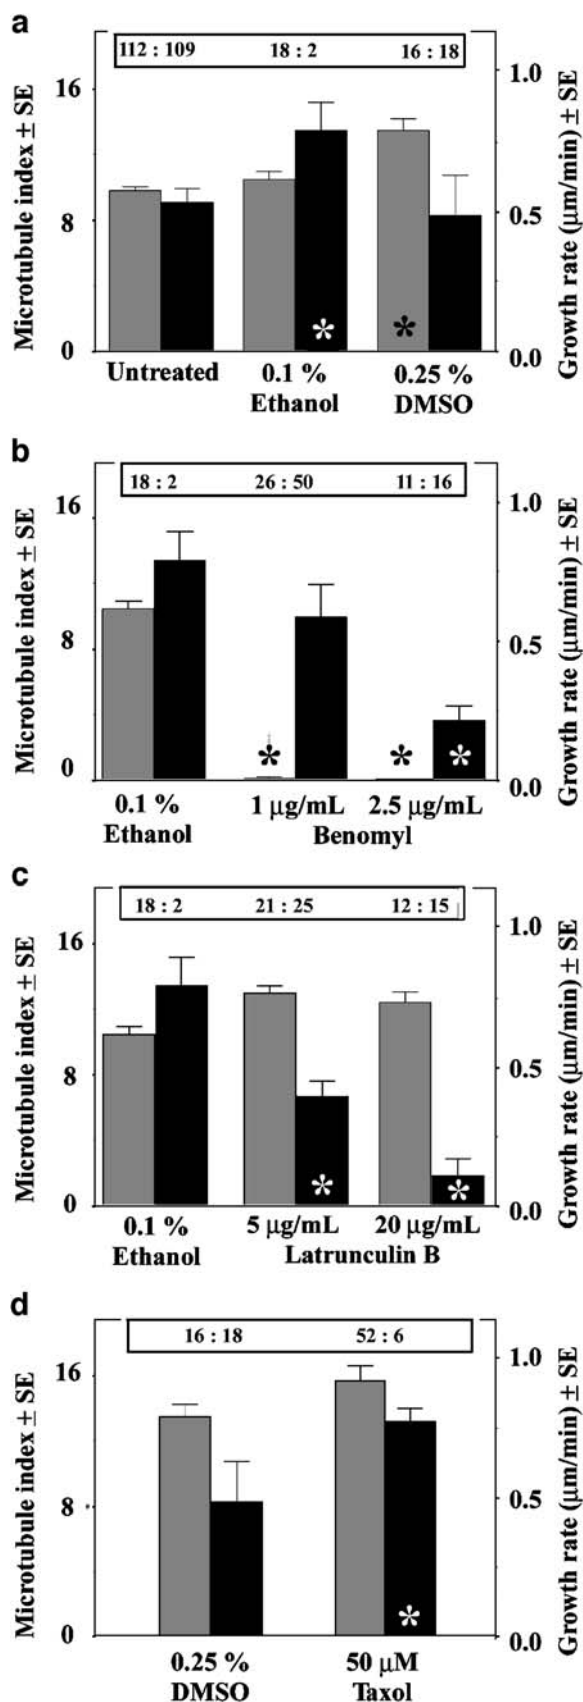 a
112 : 109 18 : 2 16 : 18
Microtubule index ± SE
16
8
0
Growth rate (µm/min) ± SE
1.0
0.5
0.0
*
*
Untreated 0.1 % 0.25 %
Ethanol DMSO
b
18 : 2 26 : 50 11 : 16
Microtubule index ± SE
16
8
0
Growth rate (µm/min) ± SE
1.0
0.5
0.0
* * *
0.1 % 1 µg/mL 2.5 µg/mL
Ethanol Benomyl
c
18 : 2 21 : 25 12 : 15
Microtubule index ± SE
16
8
0
Growth rate (µm/min) ± SE
1.0
0.5
0.0
* *
0.1 % 5 µg/mL 20 µg/mL
Ethanol Latrunculin B
d
16 : 18 52 : 6
Microtubule index ± SE
16
8
0
Growth rate (µm/min) ± SE
1.0
0.5
0.0
*
0.25 % 50 µM
DMSO Taxol